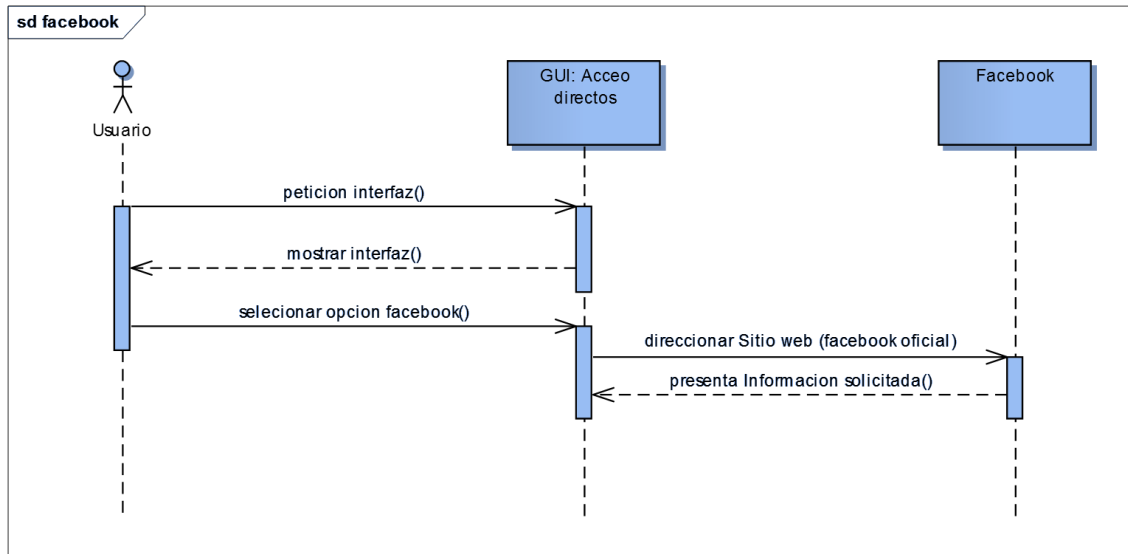 sd facebook
Usuario
GUI: Acceo
directos
Facebook
peticion interfaz()
mostrar interfaz()
selecionar opcion facebook()
direccionar Sitio web (facebook oficial)
presenta Informacion solicitada()